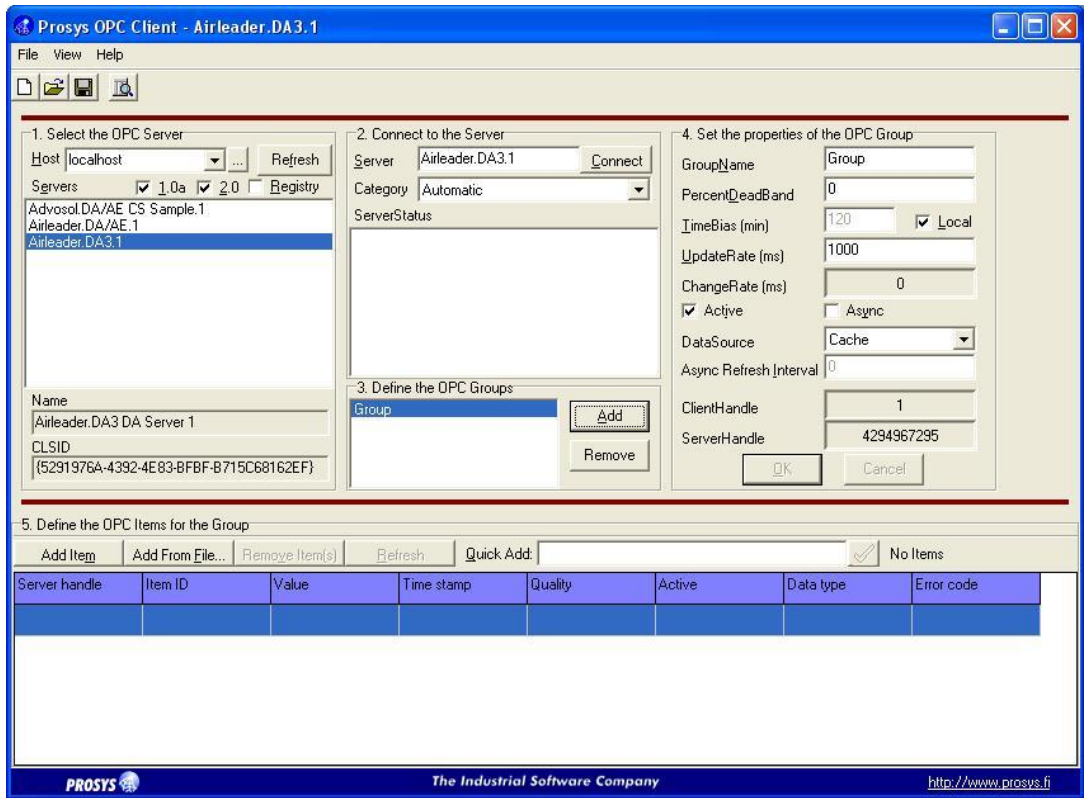 Prosys OPC Client - Airleader.DA3.1
File View Help
1. Select the OPC Server
Host localhost ... Refresh
Servers 1.0a 2.0 Registry
Advosol.DA/AE CS Sample.1
Airleader.DA/AE.1
Airleader.DA3.1
Name
Airleader.DA3 DA Server 1
CLSID
{5291976A-4392-4E83-BFBF-B715C68162EF}
2. Connect to the Server
Server Airleader.DA3.1 Connect
Category Automatic
ServerStatus
3. Define the OPC Groups
Group
Add
Remove
4. Set the properties of the OPC Group
GroupName Group
PercentDeadBand 0
TimeBias (min) 120 Local
UpdateRate (ms) 1000
ChangeRate (ms) 0
Active Async
DataSource Cache
Async Refresh Interval 0
ClientHandle 1
ServerHandle 4294967295
OK Cancel
5. Define the OPC Items for the Group
Add Item Add From File... Remove Item(s) Refresh Quick Add: No Items
Server handle Item ID Value Time stamp Quality Active Data type Error code
PROSYS The Industrial Software Company http://www.prosys.fi